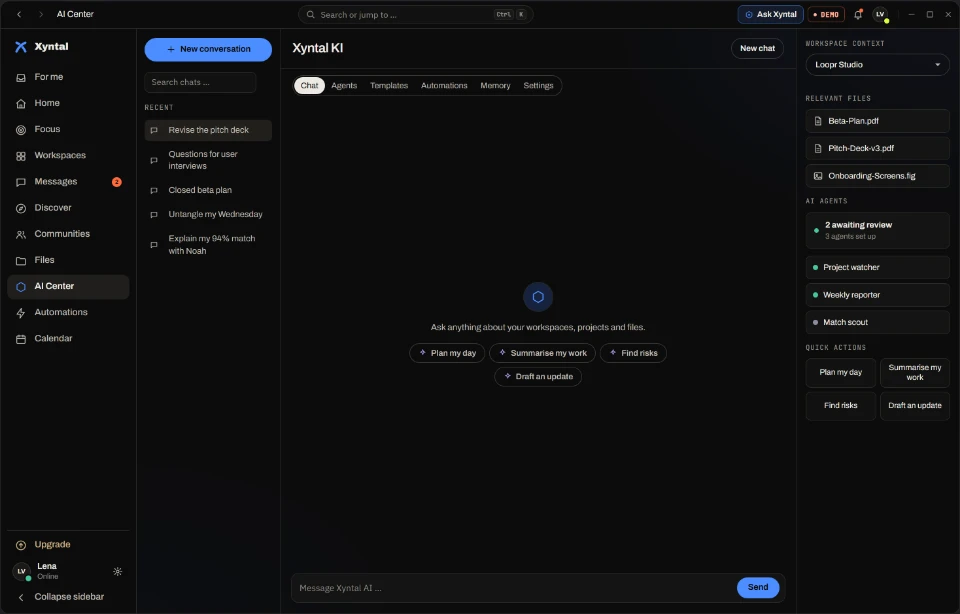 AI Center
Search or jump to ...
Ctrl K
Ask Xyntal
DEMO
LV
Xyntal
For me
Home
Focus
Workspaces
Messages
2
Discover
Communities
Files
AI Center
Automations
Calendar
Upgrade
LV
Lena
Online
Collapse sidebar
+ New conversation
Search chats ...
RECENT
Revise the pitch deck
Questions for user
interviews
Closed beta plan
Untangle my Wednesday
Explain my 94% match
with Noah
Xyntal KI
New chat
Chat Agents Templates Automations Memory Settings
Ask anything about your workspaces, projects and files.
Plan my day
Summarise my work
Find risks
Draft an update
Message Xyntal AI ...
Send
WORKSPACE CONTEXT
Loopr Studio
RELEVANT FILES
Beta-Plan.pdf
Pitch-Deck-v3.pdf
Onboarding-Screens.fig
AI AGENTS
2 awaiting review
3 agents set up
Project watcher
Weekly reporter
Match scout
QUICK ACTIONS
Plan my day
Summarise my
work
Find risks
Draft an update